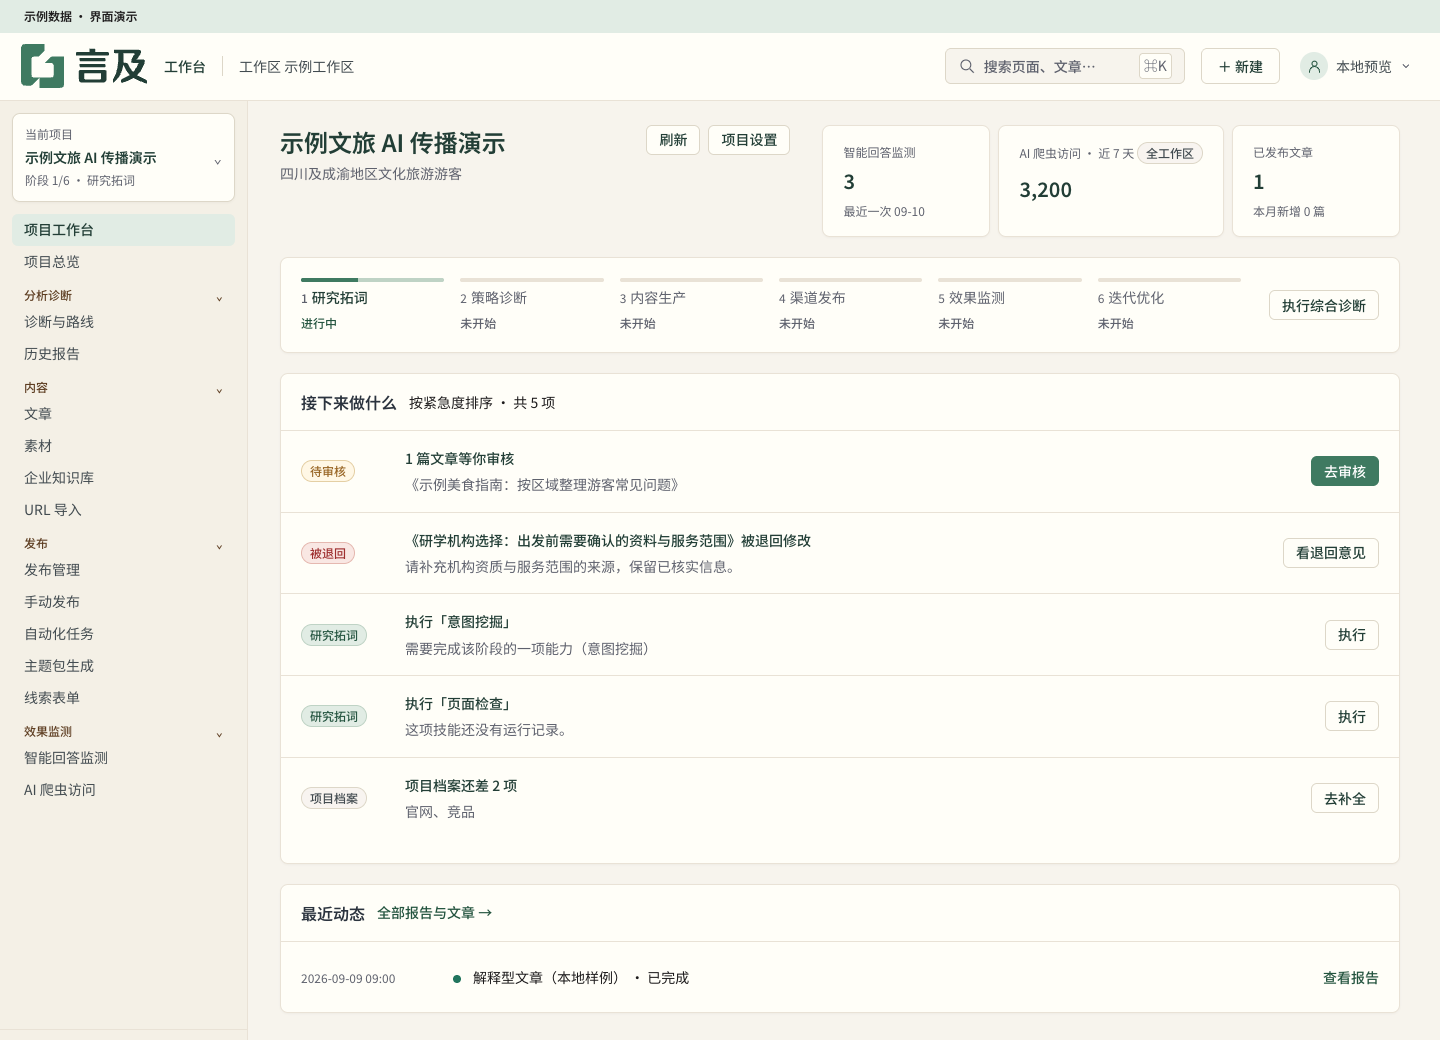 示例数据 · 界面演示
言及 工作台 工作区 示例工作区
搜索页面、文章… ⌘K
+ 新建
本地预览
当前项目
示例文旅 AI 传播演示
阶段 1/6 · 研究拓词
项目工作台
项目总览
分析诊断
诊断与路线
历史报告
内容
文章
素材
企业知识库
URL 导入
发布
发布管理
手动发布
自动化任务
主题包生成
线索表单
效果监测
智能回答监测
AI 爬虫访问
示例文旅 AI 传播演示
四川及成渝地区文化旅游游客
刷新
项目设置
智能回答监测
3
最近一次 09-10
AI 爬虫访问 · 近 7 天 全工作区
3,200
已发布文章
1
本月新增 0 篇
1 研究拓词
进行中
2 策略诊断
未开始
3 内容生产
未开始
4 渠道发布
未开始
5 效果监测
未开始
6 迭代优化
未开始
执行综合诊断
接下来做什么 按紧急度排序 · 共 5 项
待审核
1 篇文章等你审核
《示例美食指南：按区域整理游客常见问题》
去审核
被退回
《研学机构选择：出发前需要确认的资料与服务范围》被退回修改
请补充机构资质与服务范围的来源，保留已核实信息。
看退回意见
研究拓词
执行「意图挖掘」
需要完成该阶段的一项能力（意图挖掘）
执行
研究拓词
执行「页面检查」
这项技能还没有运行记录。
执行
项目档案
项目档案还差 2 项
官网、竞品
去补全
最近动态 全部报告与文章 →
2026-09-09 09:00
解释型文章（本地样例） · 已完成
查看报告